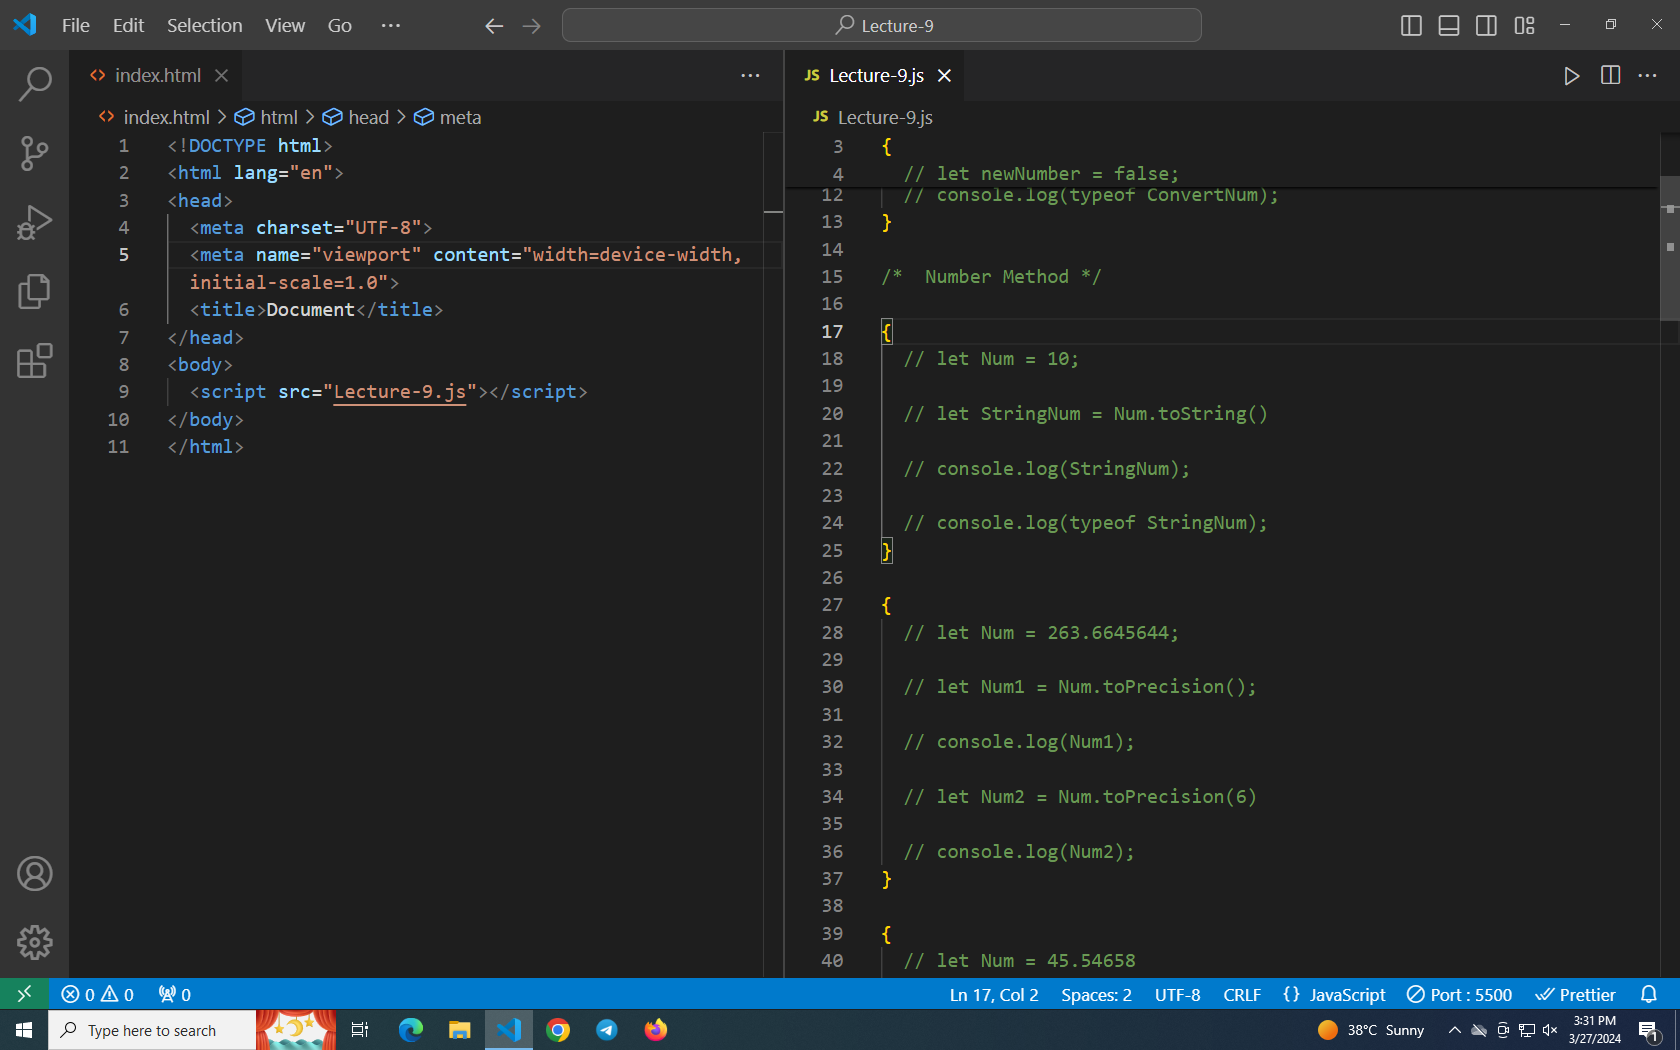 File Edit Selection View Go ··· Lecture-9
index.html
index.html > html > head > meta
1 <!DOCTYPE html>
2 <html lang="en">
3 <head>
4 <meta charset="UTF-8">
5 <meta name="viewport" content="width=device-width,
initial-scale=1.0">
6 <title>Document</title>
7 </head>
8 <body>
9 <script src="Lecture-9.js"></script>
10 </body>
11 </html>
JS Lecture-9.js
JS Lecture-9.js
3 {
4 // let newNumber = false;
12 // console.log(typeof ConvertNum);
13 }
14
15 /* Number Method */
16
17 {
18 // let Num = 10;
19
20 // let StringNum = Num.toString()
21
22 // console.log(StringNum);
23
24 // console.log(typeof StringNum);
25 }
26
27 {
28 // let Num = 263.6645644;
29
30 // let Num1 = Num.toPrecision();
31
32 // console.log(Num1);
33
34 // let Num2 = Num.toPrecision(6)
35
36 // console.log(Num2);
37 }
38
39 {
40 // let Num = 45.54658
0 0 0 Ln 17, Col 2 Spaces: 2 UTF-8 CRLF {} JavaScript Port : 5500 Prettier
Type here to search 38°C Sunny 3:31 PM
3/27/2024 1